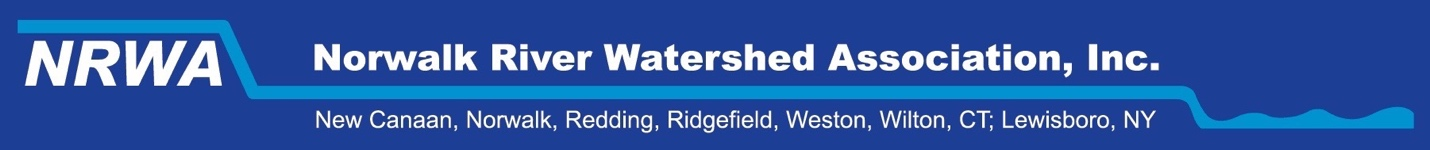 NRWA
Norwalk River Watershed Association, Inc.
New Canaan, Norwalk, Redding, Ridgefield, Weston, Wilton, CT; Lewisboro, NY